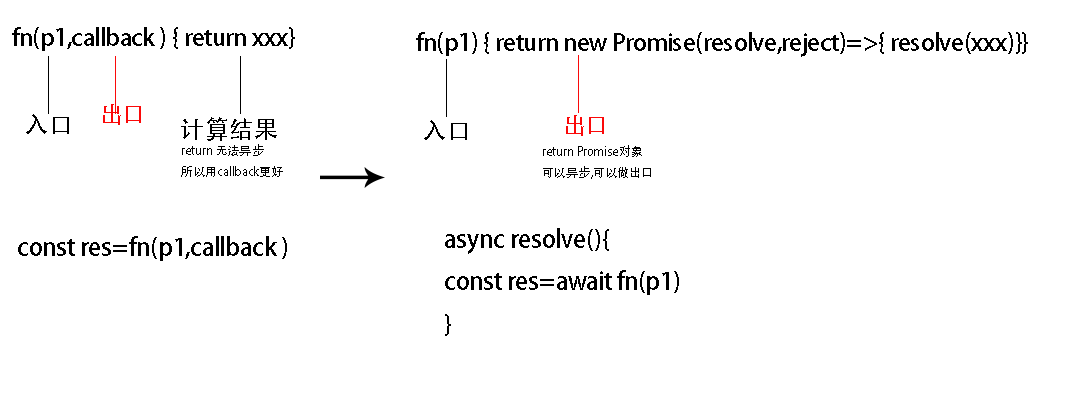 fn(p1,callback ) { return xxx}
入口
出口
计算结果
return 无法异步
所以用callback更好
const res=fn(p1,callback )
fn(p1) { return new Promise(resolve,reject)=>{ resolve(xxx)}}
入口
出口
return Promise对象
可以异步,可以做出口
async resolve(){
const res=await fn(p1)
}